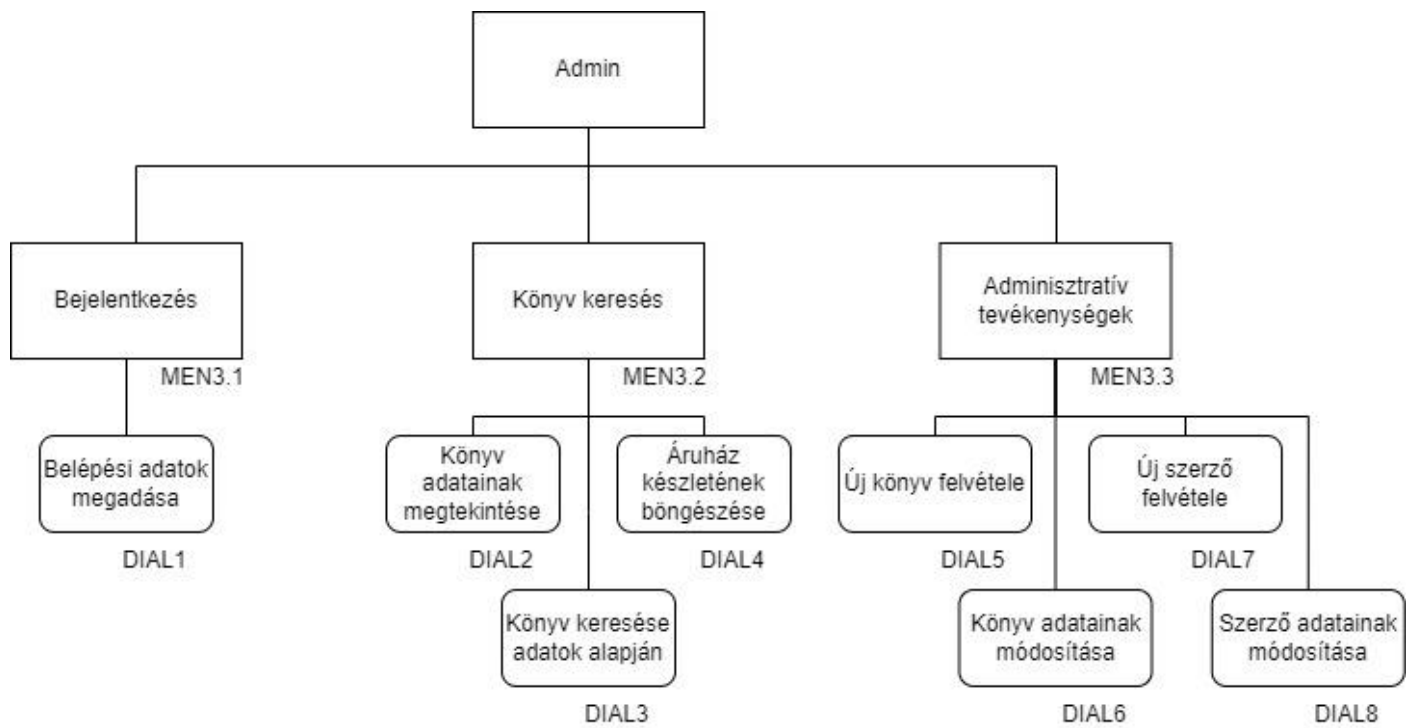 Admin
Bejelentkezés
MEN3.1
Könyv keresés
MEN3.2
Adminisztratív
tevékenységek
MEN3.3
Belépési adatok
megadása
DIAL1
Könyv
adatainak
megtekintése
DIAL2
Áruház
készletének
böngészése
DIAL4
Új könyv felvétele
DIAL5
Új szerző
felvétele
DIAL7
Könyv keresése
adatok alapján
DIAL3
Könyv adatainak
módosítása
DIAL6
Szerző adatainak
módosítása
DIAL8